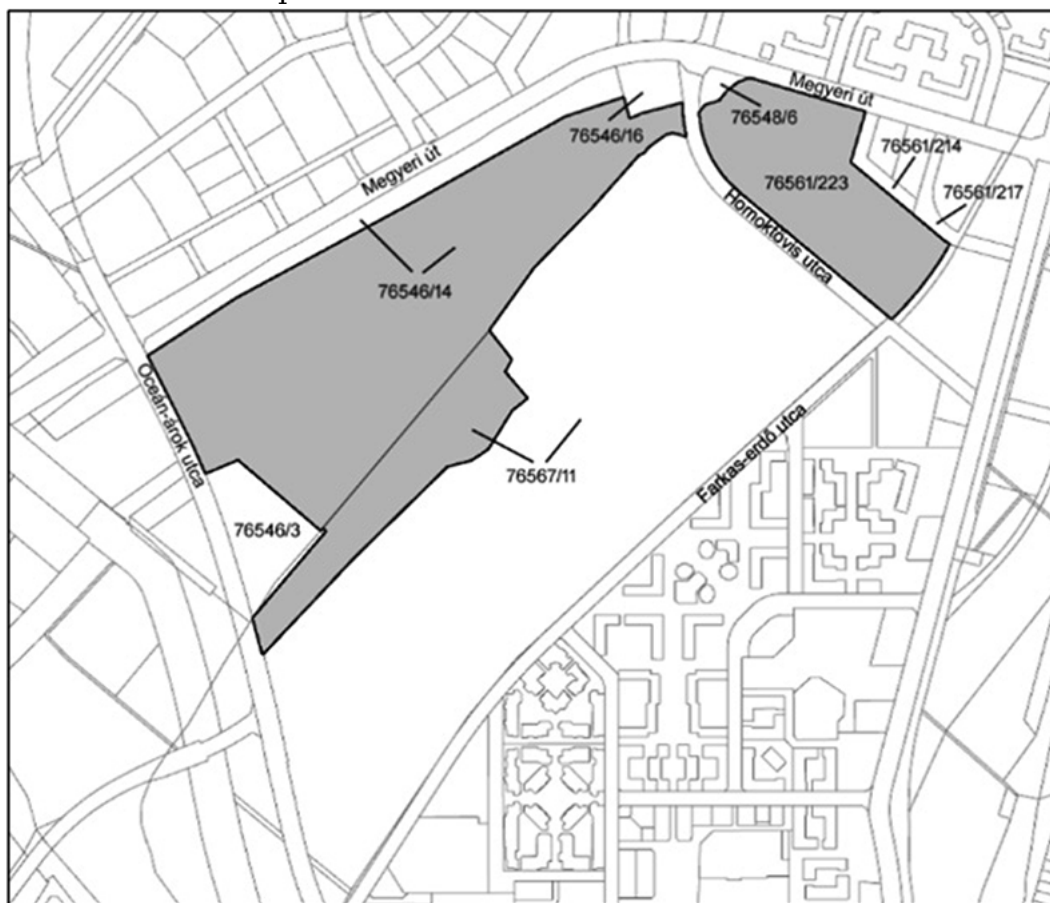 Megyeri út
76548/6
76546/16
76561/214
Megyeri út
76561/223
76561/217
Homoktövis utca
76546/14
Óceán-árok utca
Farkas-erdő utca
76567/11
76546/3